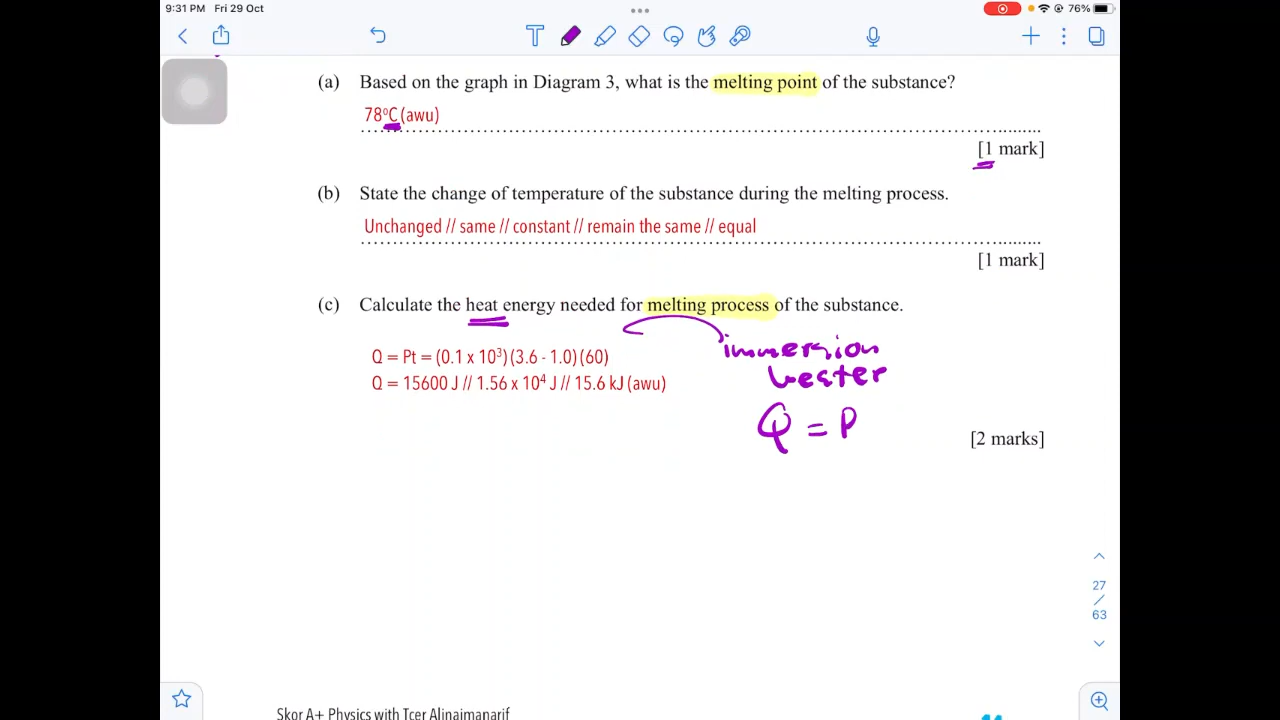 9:31 PM Fri 29 Oct
76%
(a) Based on the graph in Diagram 3, what is the melting point of the substance?
78°C (awu)
[1 mark]
(b) State the change of temperature of the substance during the melting process.
Unchanged // same // constant // remain the same // equal
[1 mark]
(c) Calculate the heat energy needed for melting process of the substance.
immersion
heater
Q = Pt = (0.1 x 10³) (3.6 - 1.0) (60)
Q = 15600 J // 1.56 x 10⁴ J // 15.6 kJ (awu)
Q = P
[2 marks]
27
/
63
Skor A+ Physics with Tcer Alinaimanarif